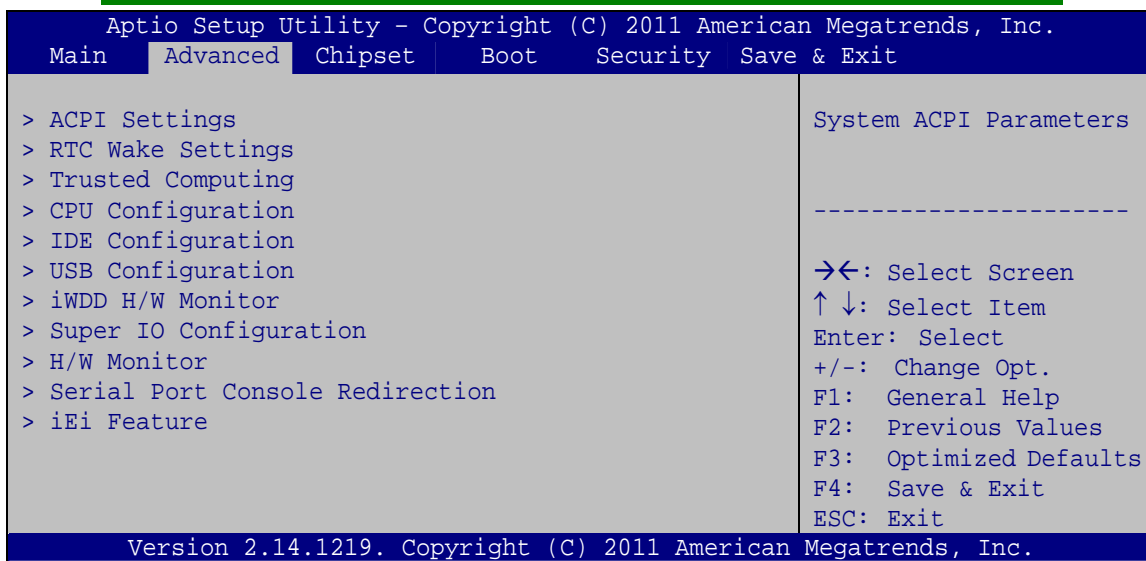 Aptio Setup Utility – Copyright (C) 2011 American Megatrends, Inc.
Main Advanced Chipset Boot Security Save & Exit
> ACPI Settings
> RTC Wake Settings
> Trusted Computing
> CPU Configuration
> IDE Configuration
> USB Configuration
> iWDD H/W Monitor
> Super IO Configuration
> H/W Monitor
> Serial Port Console Redirection
> iEi Feature
System ACPI Parameters
----------------------
→←: Select Screen
↑ ↓: Select Item
Enter: Select
+/-: Change Opt.
F1: General Help
F2: Previous Values
F3: Optimized Defaults
F4: Save & Exit
ESC: Exit
Version 2.14.1219. Copyright (C) 2011 American Megatrends, Inc.